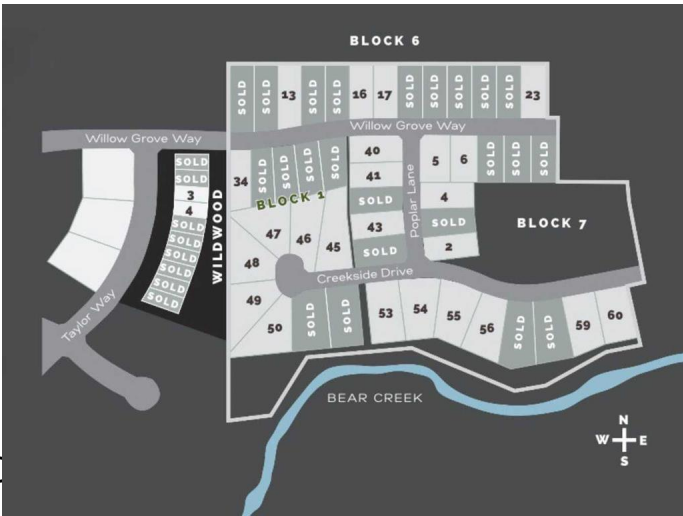 BLOCK 6
SOLD SOLD 13 SOLD SOLD 16 17 SOLD SOLD SOLD SOLD SOLD 23
Willow Grove Way
Willow Grove Way
34 SOLD SOLD SOLD SOLD
BLOCK 1
40
41
SOLD
43
SOLD
Poplar Lane
5 6 SOLD SOLD SOLD
4
SOLD
2
BLOCK 7
SOLD
SOLD
3
4
SOLD
SOLD
SOLD
SOLD
SOLD
SOLD
WILDWOOD
Taylor Way
47 46 45
48
49
50 SOLD SOLD
Creekside Drive
53 54 55 56 SOLD SOLD 59 60
BEAR CREEK
N
W E
S